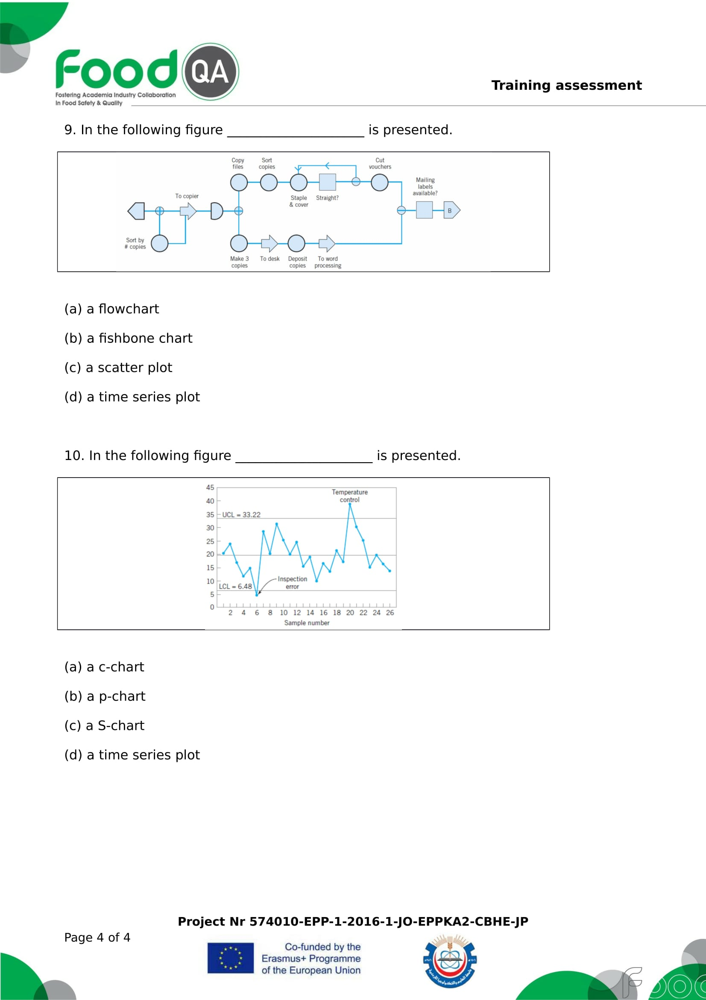 Food QA
Fostering Academia Industry Collaboration
In Food Safety & Quality
Training assessment
9. In the following figure ____________________ is presented.
Copy
files
Sort
copies
Cut
vouchers
Mailing
labels
available?
To copier
Staple
& cover
Straight?
B
Sort by
# copies
Make 3
copies
To desk
Deposit
copies
To word
processing
(a) a flowchart
(b) a fishbone chart
(c) a scatter plot
(d) a time series plot
10. In the following figure ____________________ is presented.
45
40
35
30
25
20
15
10
5
0
Temperature
control
UCL = 33.22
Inspection
error
LCL = 6.48
2 4 6 8 10 12 14 16 18 20 22 24 26
Sample number
(a) a c-chart
(b) a p-chart
(c) a S-chart
(d) a time series plot
Project Nr 574010-EPP-1-2016-1-JO-EPPKA2-CBHE-JP
Page 4 of 4
Co-funded by the
Erasmus+ Programme
of the European Union